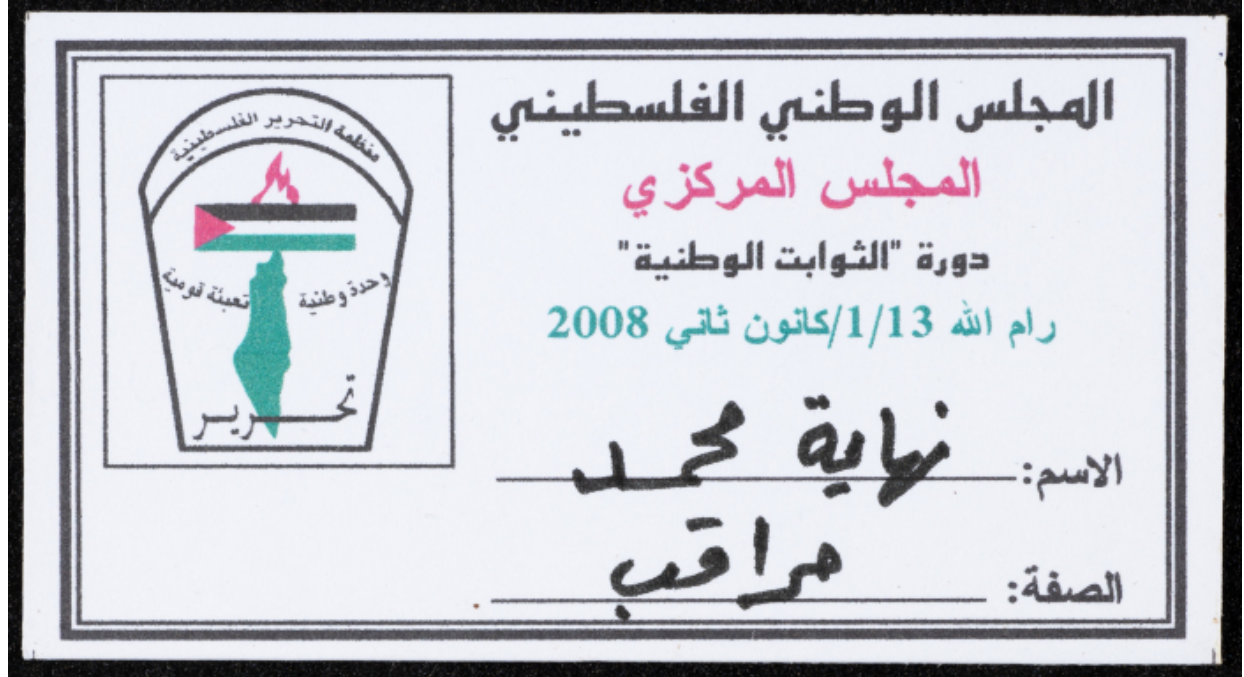 المجلس الوطني الفلسطيني
المجلس المركزي
دورة "الثوابت الوطنية"
رام الله 1/13/كانون ثاني 2008
الاسم: نهاية محمد
الصفة: مراقب
منظمة التحرير الفلسطينية
وحدة وطنية تعبئة قومية
تحرير